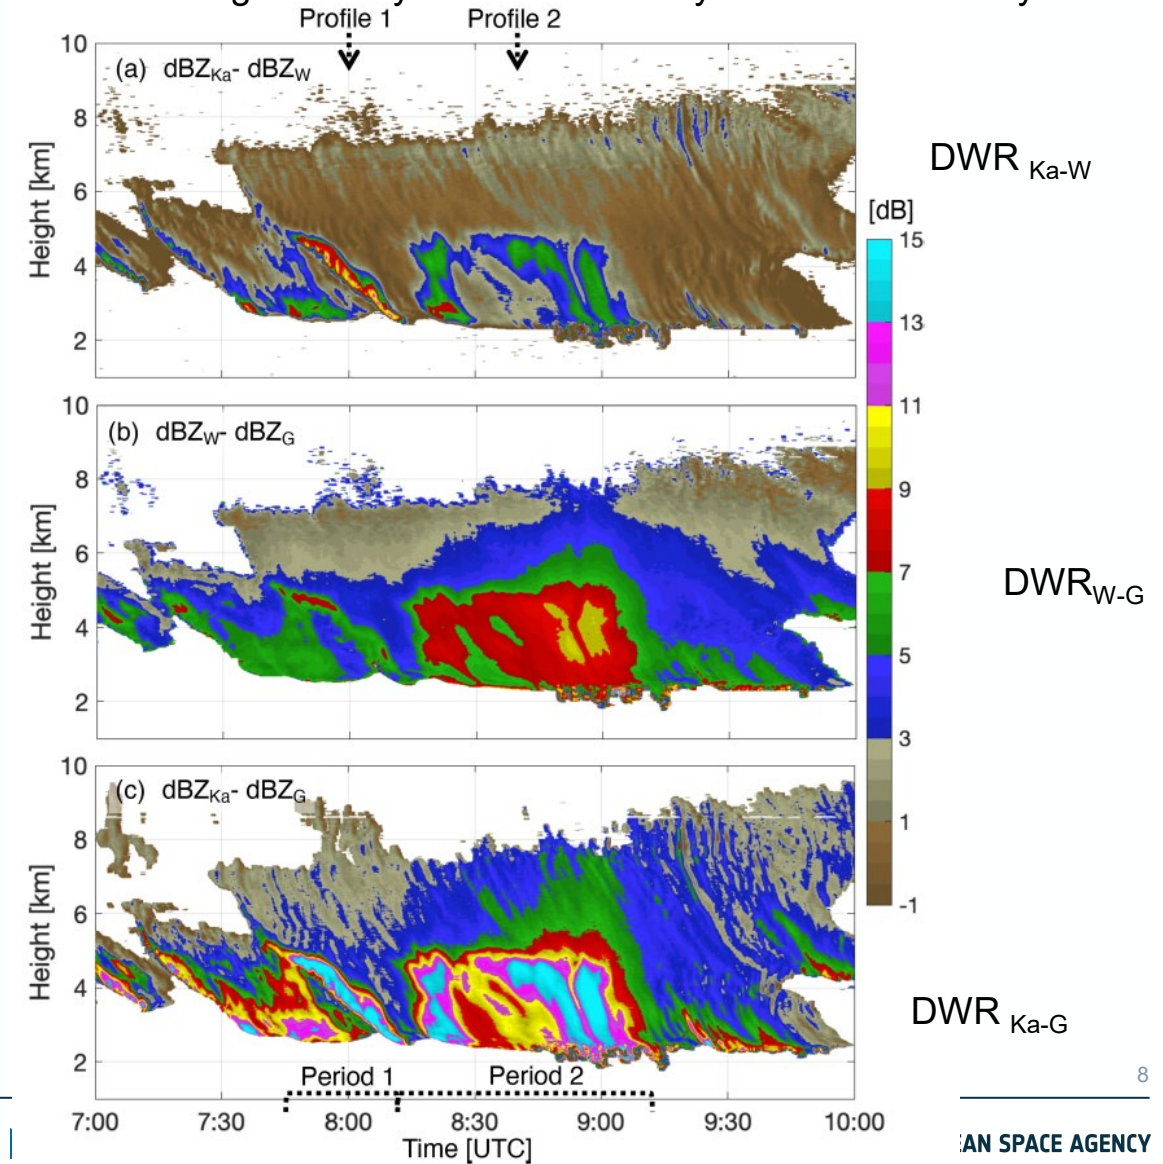 Profile 1 Profile 2
(a) dBZKa- dBZW
10
8
6
4
2
Height [km]
DWR Ka-W
[dB]
15
13
11
9
7
5
3
1
-1
(b) dBZW- dBZG
10
8
6
4
2
Height [km]
DWRW-G
(c) dBZKa- dBZG
10
8
6
4
2
Height [km]
DWR Ka-G
Period 1 Period 2
7:00 7:30 8:00 8:30 9:00 9:30 10:00
Time [UTC]
8
EAN SPACE AGENCY